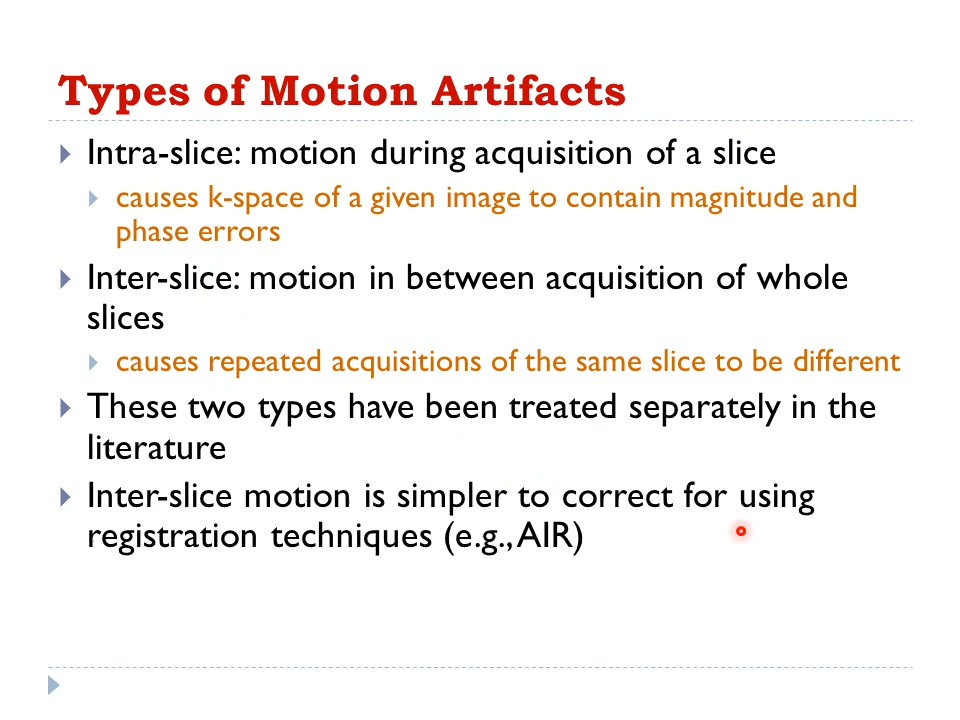 Types of Motion Artifacts
Intra-slice: motion during acquisition of a slice
causes k-space of a given image to contain magnitude and
phase errors
Inter-slice: motion in between acquisition of whole
slices
causes repeated acquisitions of the same slice to be different
These two types have been treated separately in the
literature
Inter-slice motion is simpler to correct for using
registration techniques (e.g., AIR)